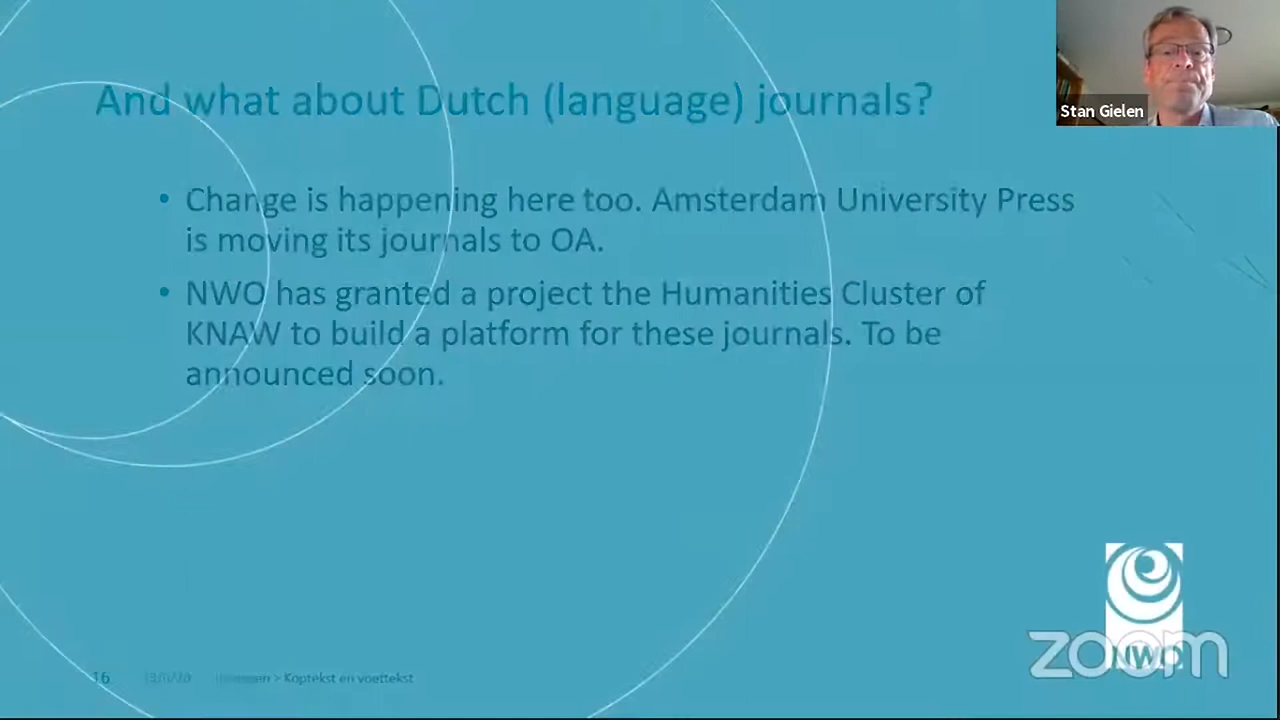 And what about Dutch (language) journals?
Stan Gielen
• Change is happening here too. Amsterdam University Press
is moving its journals to OA.
• NWO has granted a project the Humanities Cluster of
KNAW to build a platform for these journals. To be
announced soon.
NWO
zoom
16 > Koptekst en voettekst